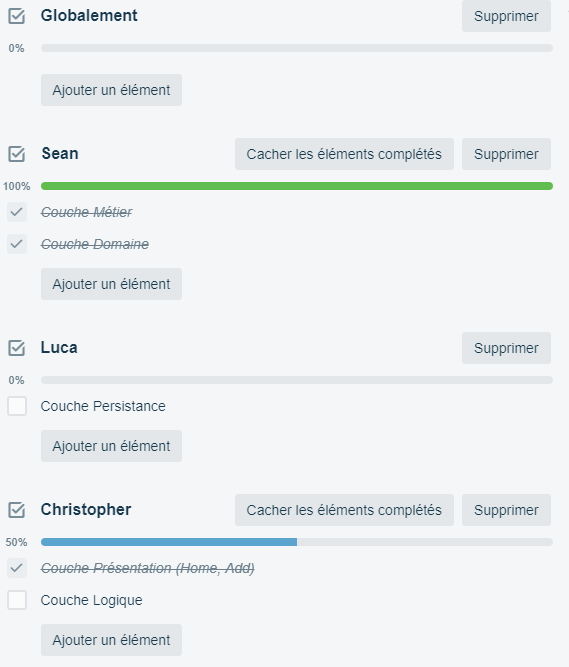 Globalement Supprimer
0%
Ajouter un élément
Sean Cacher les éléments complétés Supprimer
100%
Couche Métier
Couche Domaine
Ajouter un élément
Luca Supprimer
0%
Couche Persistance
Ajouter un élément
Christopher Cacher les éléments complétés Supprimer
50%
Couche Présentation (Home, Add)
Couche Logique
Ajouter un élément